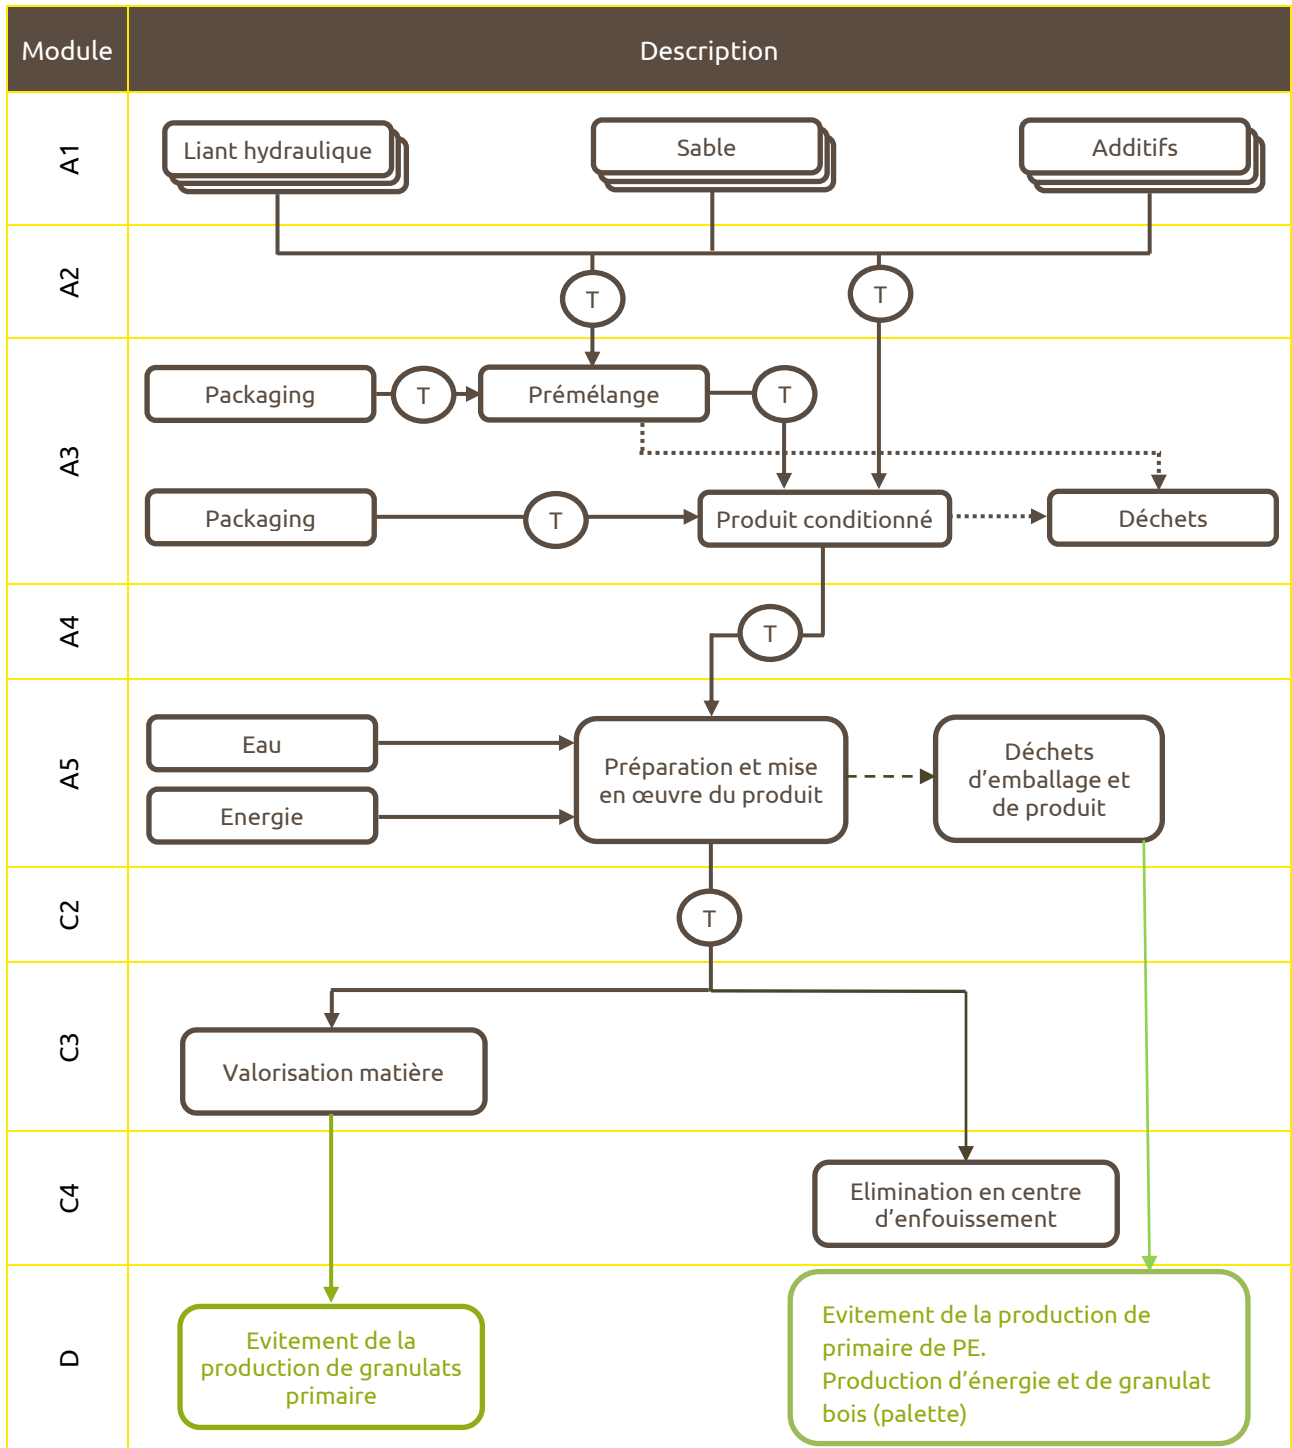 Module
Description
A1
Liant hydraulique
Sable
Additifs
A2
T
T
A3
Packaging
T
Prémélange
T
Packaging
T
Produit conditionné
Déchets
A4
T
A5
Eau
Energie
Préparation et mise
en œuvre du produit
Déchets
d’emballage et
de produit
C2
T
C3
Valorisation matière
C4
Elimination en centre
d’enfouissement
D
Evitement de la
production de granulats
primaire
Evitement de la production de
primaire de PE.
Production d’énergie et de granulat
bois (palette)